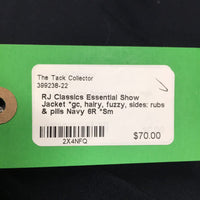 The Tack Collector
399238-22
RJ Classics Essential Show
Jacket *gc, hairy, fuzzy, sides: rubs
& pills Navy 6R *Sm
$70.00
2X4NFQ